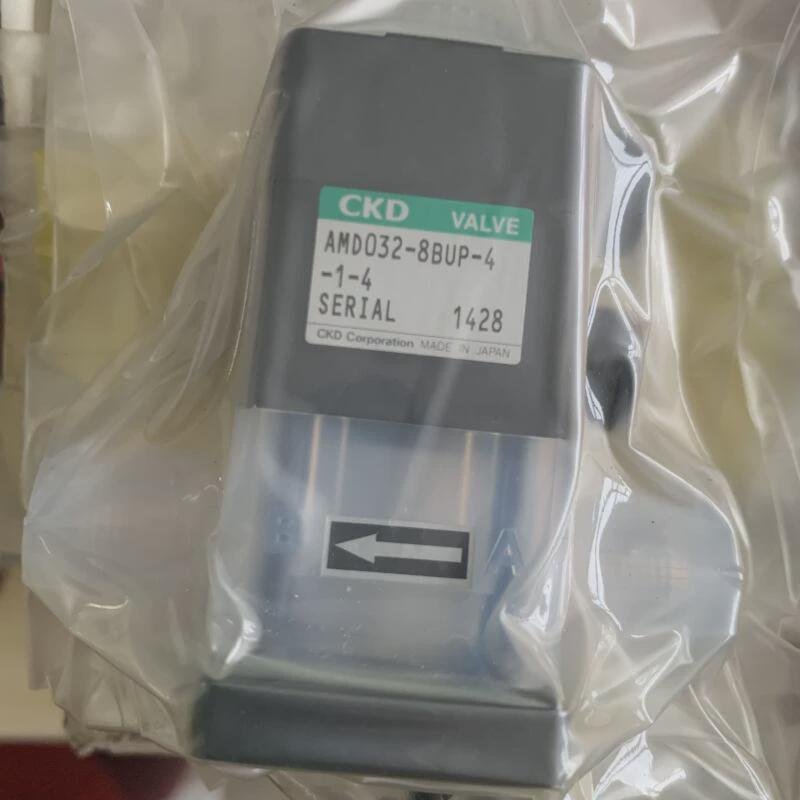 CKD VALVE
AMD032-8BUP-4
-1-4
SERIAL 1428
CKD Corporation MADE IN JAPAN
B A